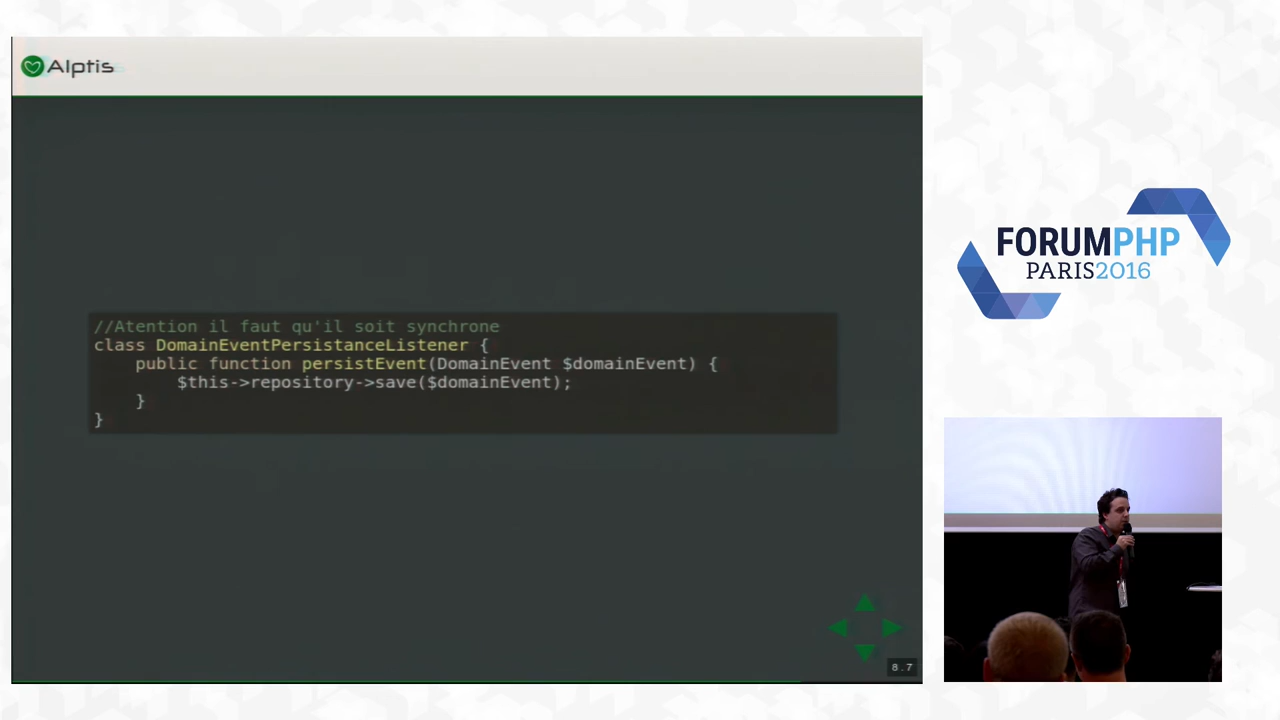 Alptis
//Atention il faut qu'il soit synchrone
class DomainEventPersistanceListener {
    public function persistEvent(DomainEvent $domainEvent) {
        $this->repository->save($domainEvent);
    }
}
8.7
FORUMPHP
PARIS2016